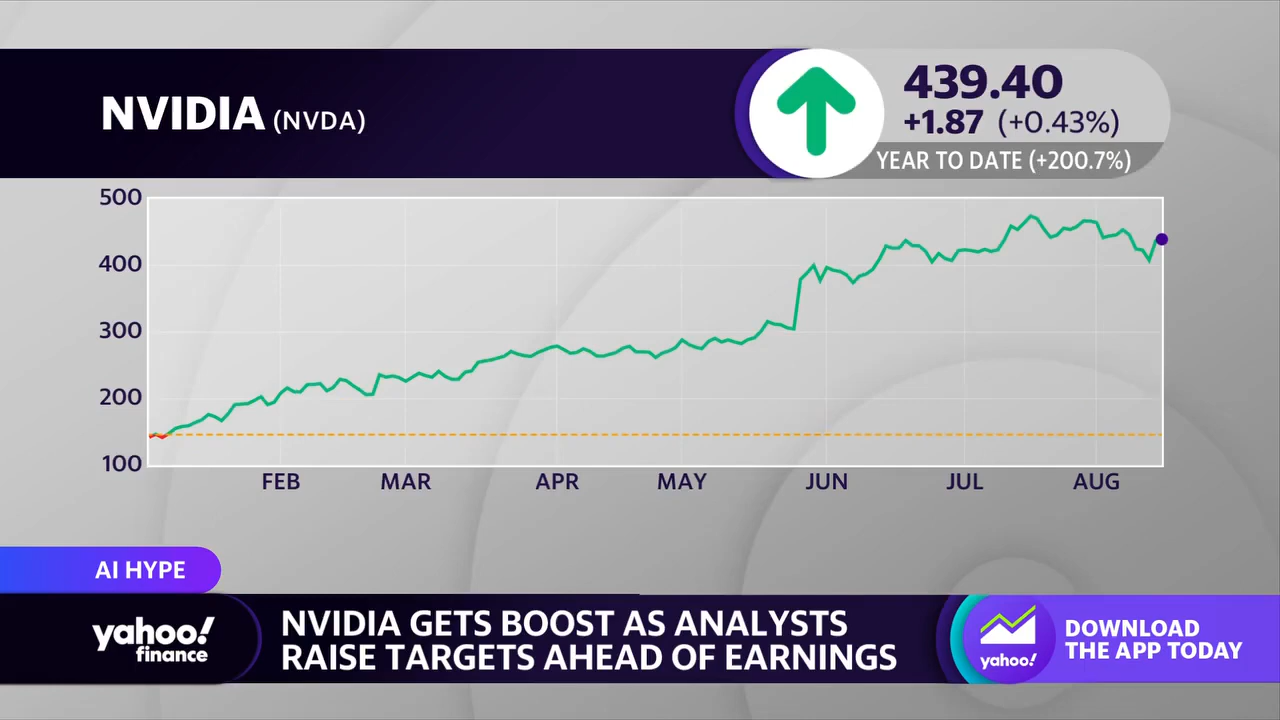 NVIDIA (NVDA)
439.40
+1.87 (+0.43%)
YEAR TO DATE (+200.7%)
500
400
300
200
100
FEB MAR APR MAY JUN JUL AUG
AI HYPE
yahoo!
finance
NVIDIA GETS BOOST AS ANALYSTS
RAISE TARGETS AHEAD OF EARNINGS
yahoo!
DOWNLOAD
THE APP TODAY